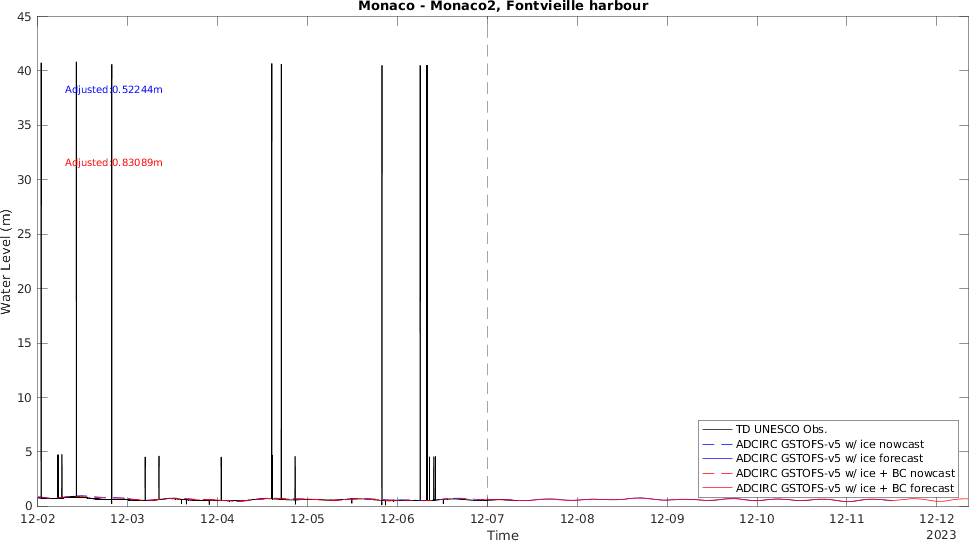 Monaco - Monaco2, Fontvieille harbour
45
40
35
30
25
20
15
10
5
0
Water Level (m)
Adjusted:0.52244m
Adjusted:0.83089m
TD UNESCO Obs.
ADCIRC GSTOFS-v5 w/ ice nowcast
ADCIRC GSTOFS-v5 w/ ice forecast
ADCIRC GSTOFS-v5 w/ ice + BC nowcast
ADCIRC GSTOFS-v5 w/ ice + BC forecast
12-02 12-03 12-04 12-05 12-06 12-07 12-08 12-09 12-10 12-11 12-12
2023
Time